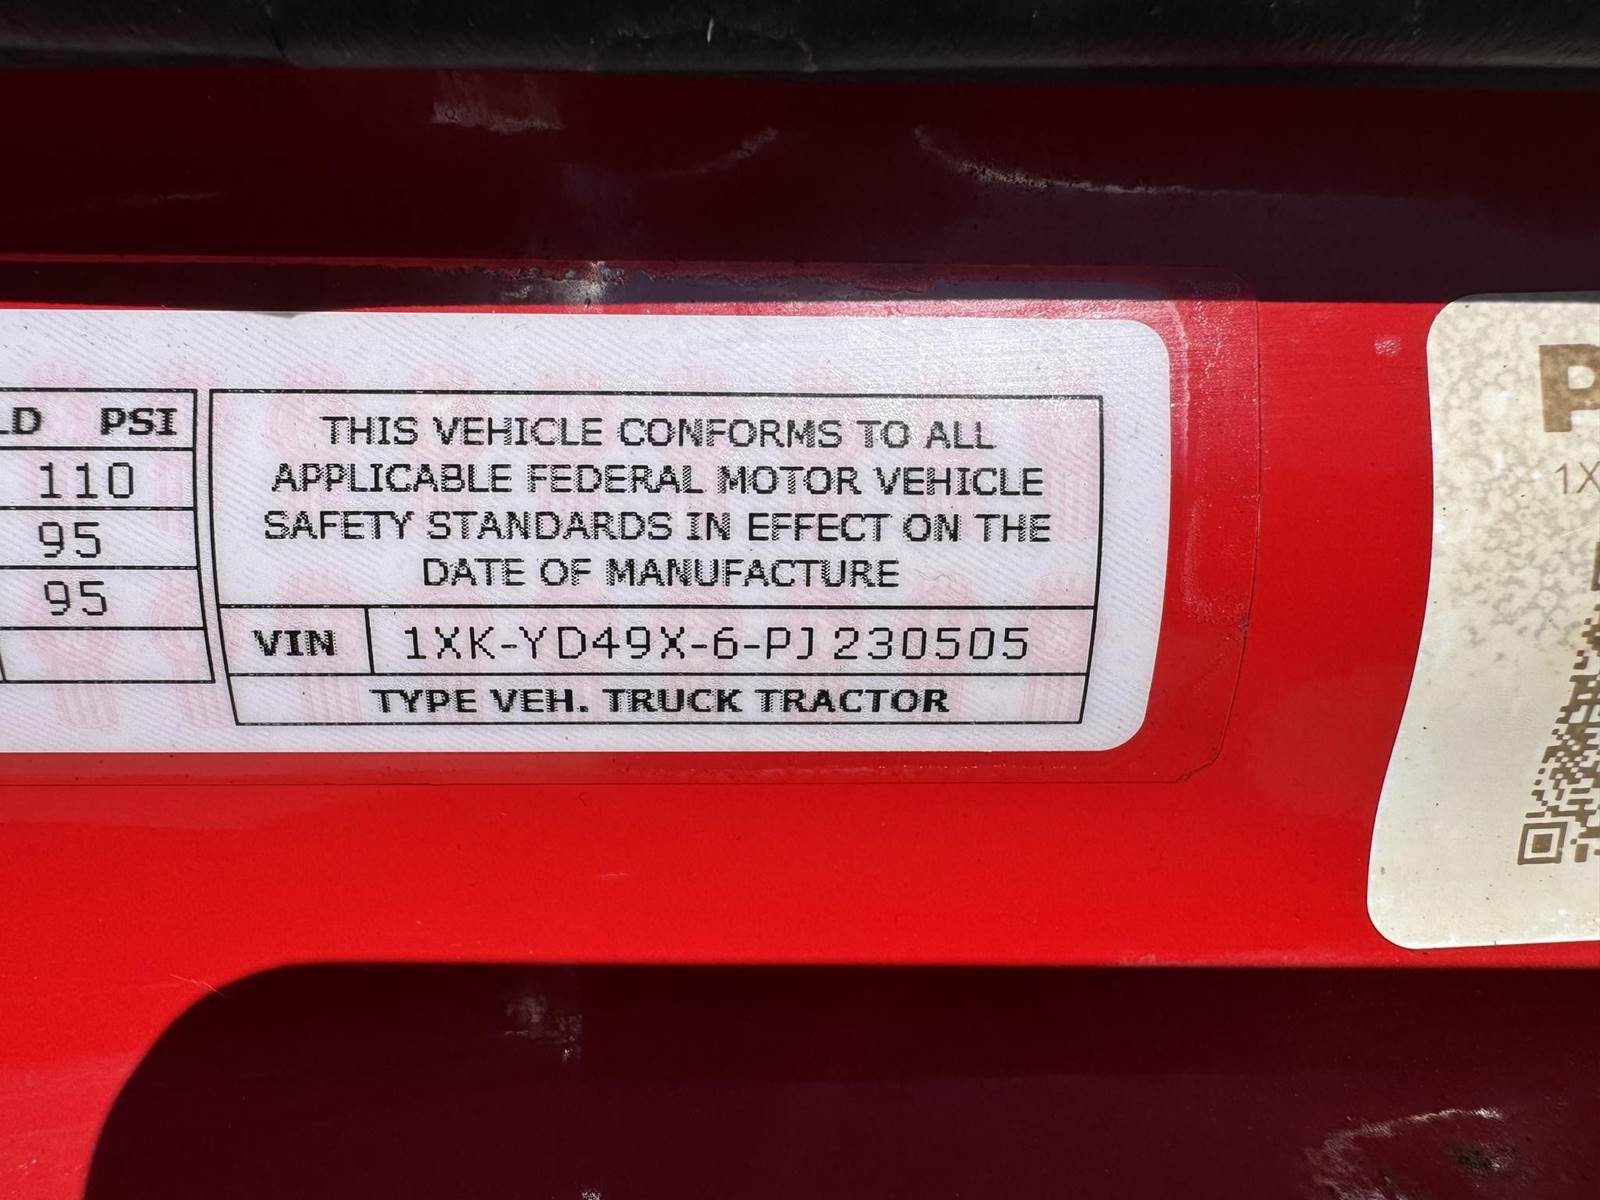 LD PSI
110
95
95
THIS VEHICLE CONFORMS TO ALL
APPLICABLE FEDERAL MOTOR VEHICLE
SAFETY STANDARDS IN EFFECT ON THE
DATE OF MANUFACTURE
VIN 1XK-YD49X-6-PJ230505
TYPE VEH. TRUCK TRACTOR
P
1X